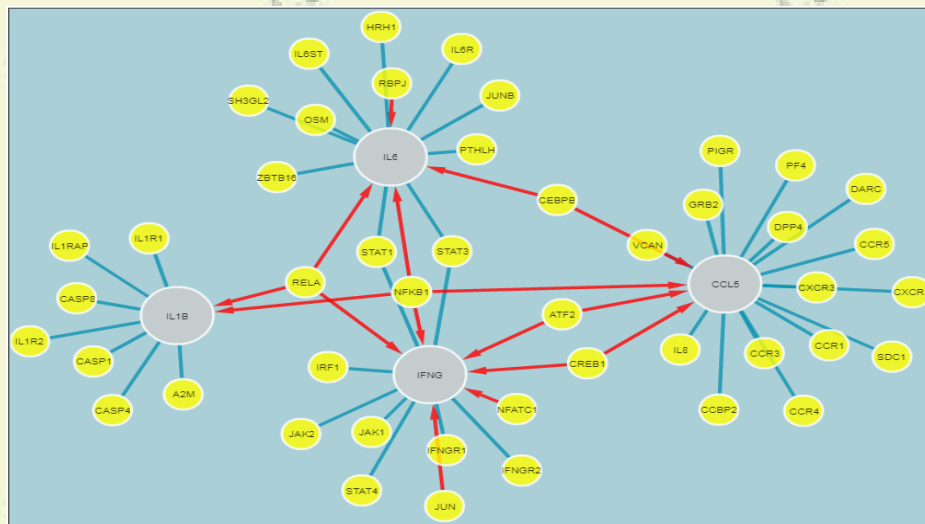 HRH1
IL6ST
IL6R
RBPJ
SH3GL2
JUNB
OSM
IL6
PTHLH
ZBTB16
PIGR
PF4
DARC
CEBPB
GRB2
DPP4
IL1RAP
IL1R1
STAT1
STAT3
VCAN
CCR5
RELA
NFKB1
CCL5
CXCR3
CASP8
IL1B
ATF2
IL1R2
CCR1
IL8
CCR3
SDC1
CASP1
IRF1
IFNG
CREB1
A2M
CASP4
NFATC1
CCBP2
CCR4
JAK2
JAK1
IFNGR1
IFNGR2
STAT4
JUN